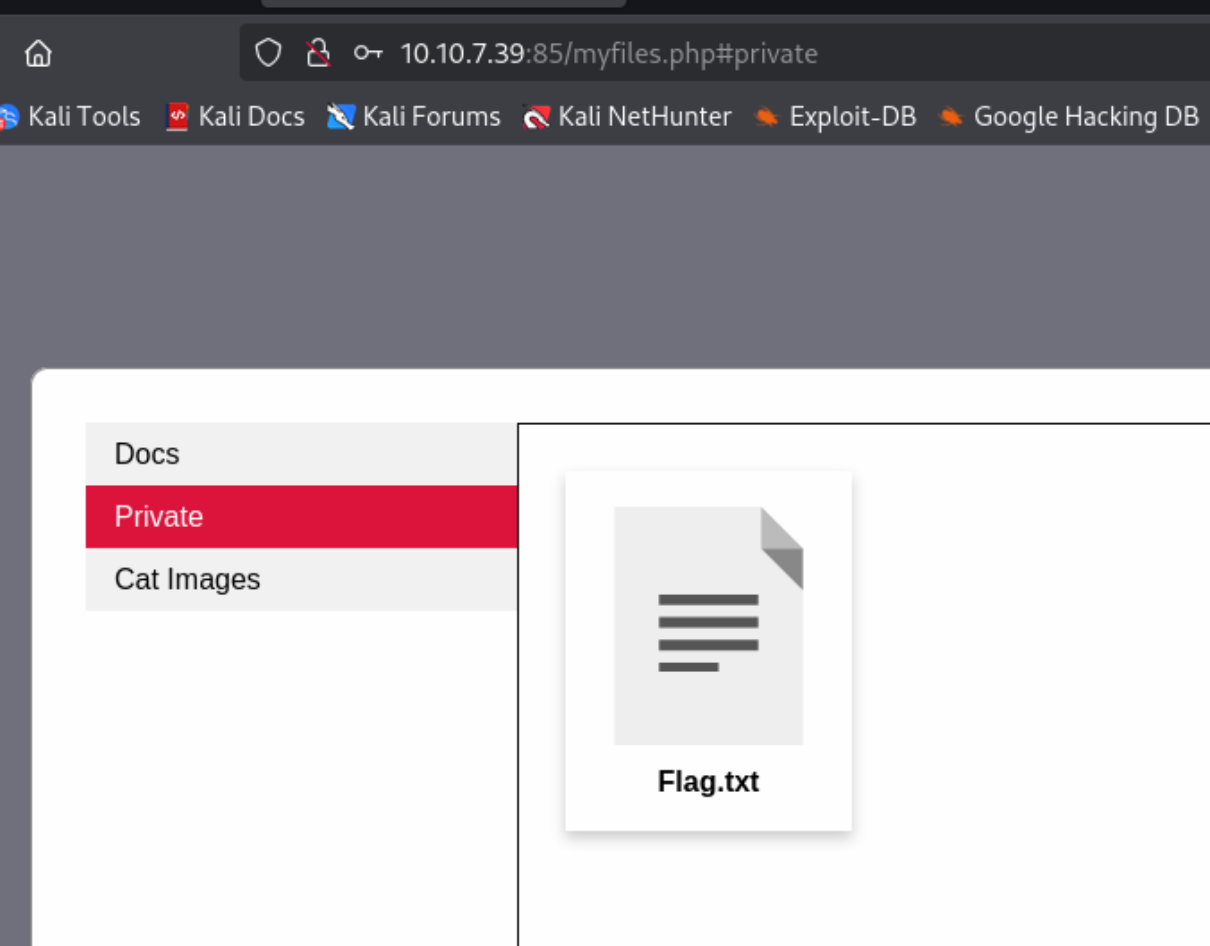 10.10.7.39:85/myfiles.php#private
Kali Tools Kali Docs Kali Forums Kali NetHunter Exploit-DB Google Hacking DB
Docs
Private
Cat Images
Flag.txt